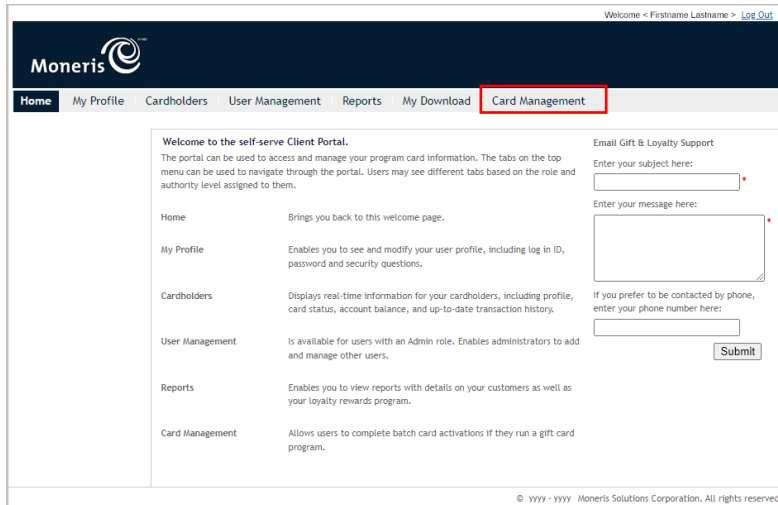 Welcome < Firstname Lastname > Log Out
Moneris
Home My Profile Cardholders User Management Reports My Download Card Management
Welcome to the self-serve Client Portal.
The portal can be used to access and manage your program card information. The tabs on the top
menu can be used to navigate through the portal. Users may see different tabs based on the role and
authority level assigned to them.
Home Brings you back to this welcome page.
My Profile Enables you to see and modify your user profile, including log in ID,
password and security questions.
Cardholders Displays real-time information for your cardholders, including profile,
card status, account balance, and up-to-date transaction history.
User Management Is available for users with an Admin role. Enables administrators to add
and manage other users.
Reports Enables you to view reports with details on your customers as well as
your loyalty rewards program.
Card Management Allows users to complete batch card activations if they run a gift card
program.
Email Gift & Loyalty Support
Enter your subject here:
*
Enter your message here:
*
If you prefer to be contacted by phone,
enter your phone number here:
Submit
© yyyy - yyyy Moneris Solutions Corporation. All rights reserved